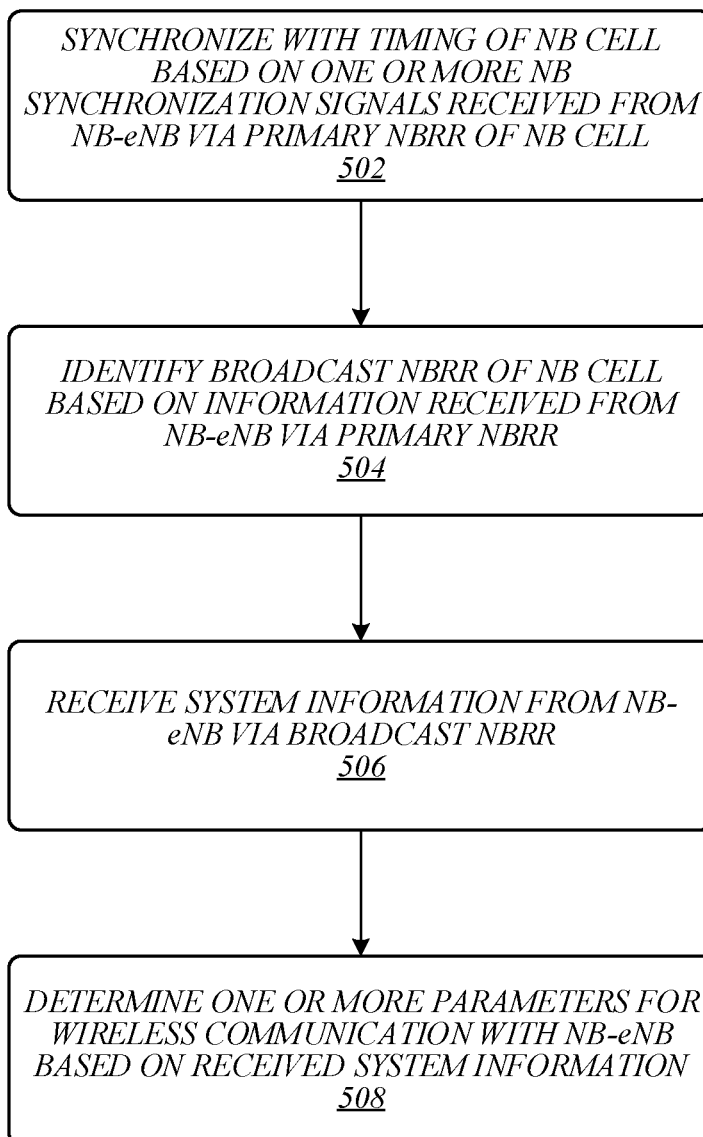 SYNCHRONIZE WITH TIMING OF NB CELL
BASED ON ONE OR MORE NB
SYNCHRONIZATION SIGNALS RECEIVED FROM
NB-eNB VIA PRIMARY NBRR OF NB CELL
502
IDENTIFY BROADCAST NBRR OF NB CELL
BASED ON INFORMATION RECEIVED FROM
NB-eNB VIA PRIMARY NBRR
504
RECEIVE SYSTEM INFORMATION FROM NB-
eNB VIA BROADCAST NBRR
506
DETERMINE ONE OR MORE PARAMETERS FOR
WIRELESS COMMUNICATION WITH NB-eNB
BASED ON RECEIVED SYSTEM INFORMATION
508